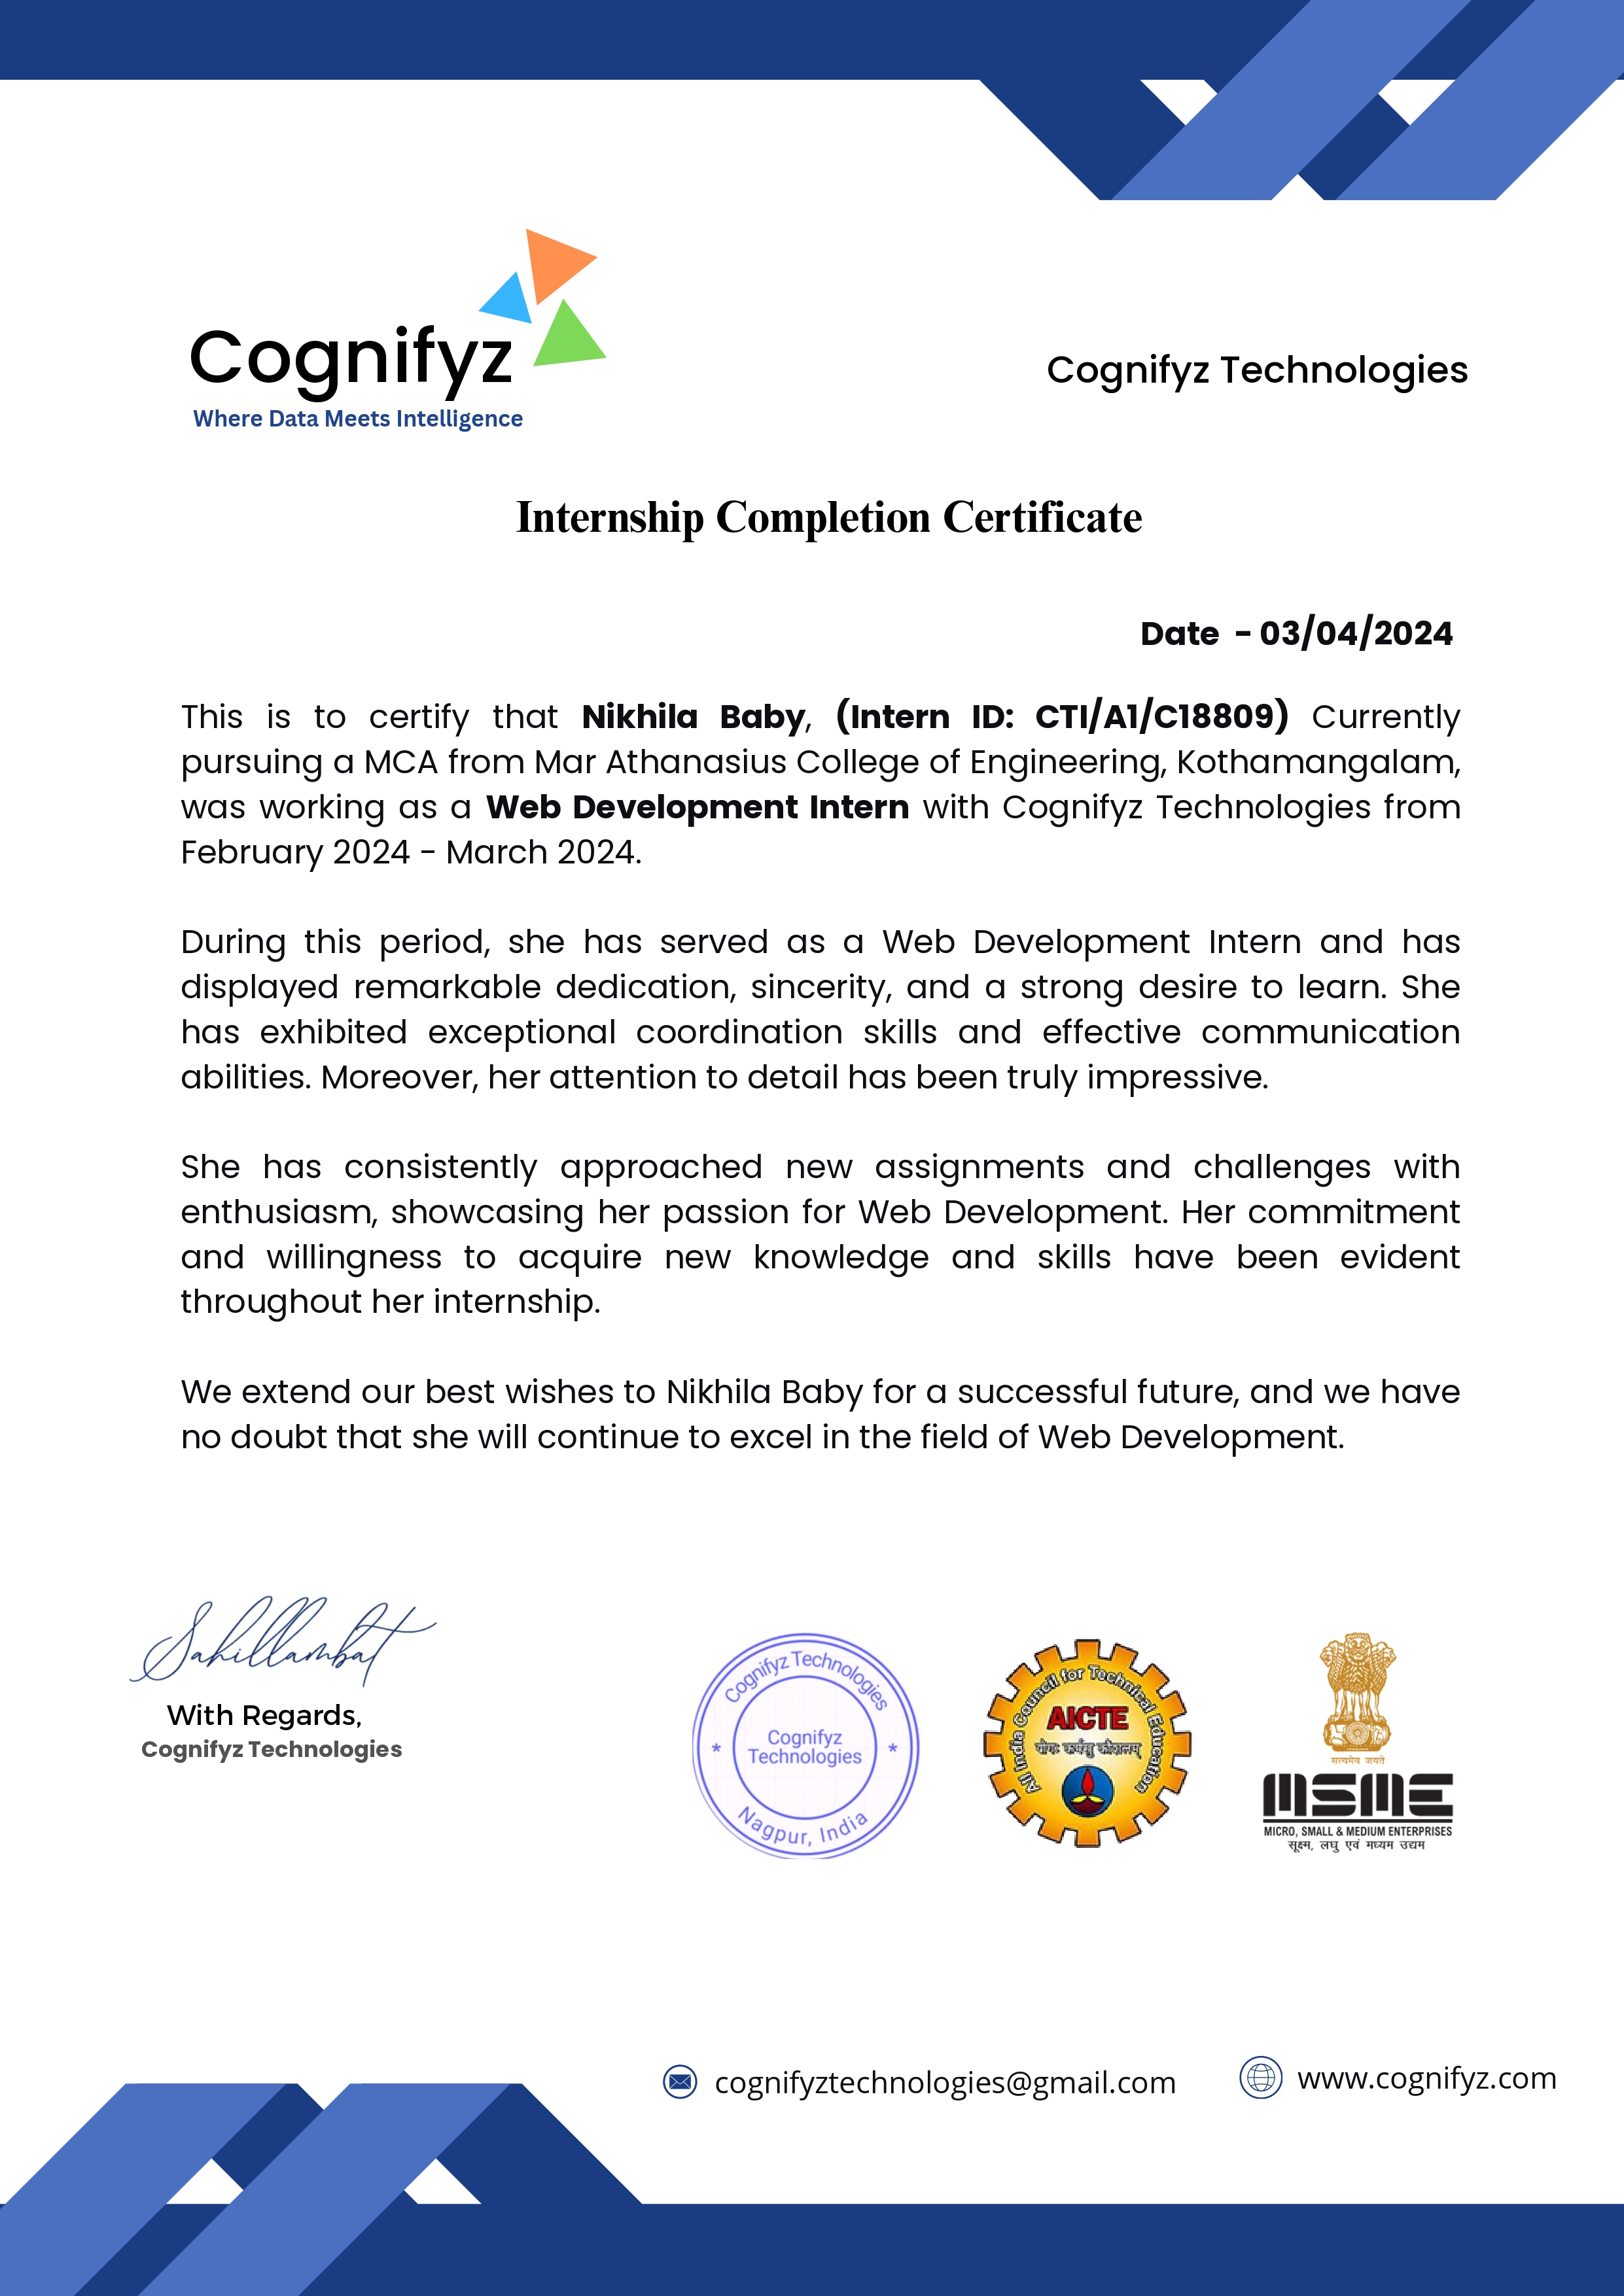 Cognifyz
Where Data Meets Intelligence
Cognifyz Technologies
Internship Completion Certificate
Date - 03/04/2024
This is to certify that Nikhila Baby, (Intern ID: CTI/A1/C18809) Currently
pursuing a MCA from Mar Athanasius College of Engineering, Kothamangalam,
was working as a Web Development Intern with Cognifyz Technologies from
February 2024 - March 2024.
During this period, she has served as a Web Development Intern and has
displayed remarkable dedication, sincerity, and a strong desire to learn. She
has exhibited exceptional coordination skills and effective communication
abilities. Moreover, her attention to detail has been truly impressive.
She has consistently approached new assignments and challenges with
enthusiasm, showcasing her passion for Web Development. Her commitment
and willingness to acquire new knowledge and skills have been evident
throughout her internship.
We extend our best wishes to Nikhila Baby for a successful future, and we have
no doubt that she will continue to excel in the field of Web Development.
Sahillambat
With Regards,
Cognifyz Technologies
Cognifyz Technologies
* Cognifyz *
Technologies
Nagpur, India
All India Council for Technical Education
AICTE
योगः कर्मसु कौशलम्
सत्यमेव जयते
MSME
MICRO, SMALL & MEDIUM ENTERPRISES
सूक्ष्म, लघु एवं मध्यम उद्यम
cognifyztechnologies@gmail.com
www.cognifyz.com